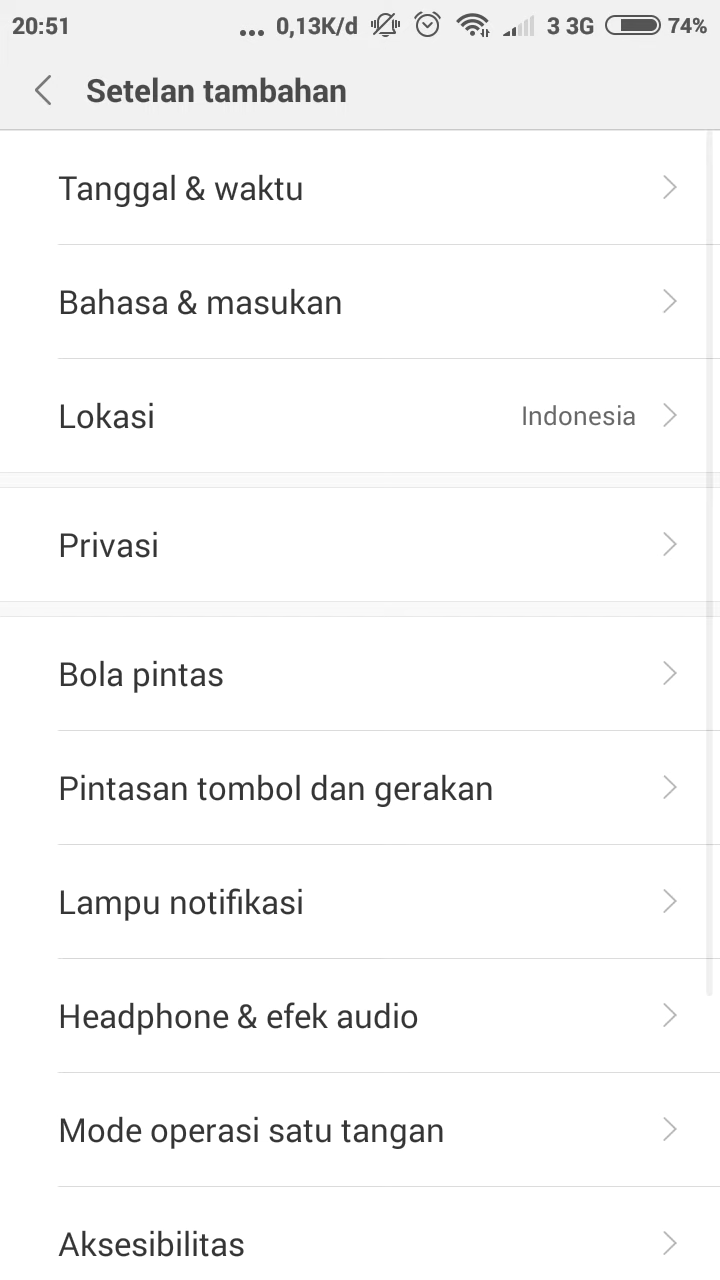 20:51 ... 0,13K/d 3 3G 74%
Setelan tambahan
Tanggal & waktu
Bahasa & masukan
Lokasi Indonesia
Privasi
Bola pintas
Pintasan tombol dan gerakan
Lampu notifikasi
Headphone & efek audio
Mode operasi satu tangan
Aksesibilitas